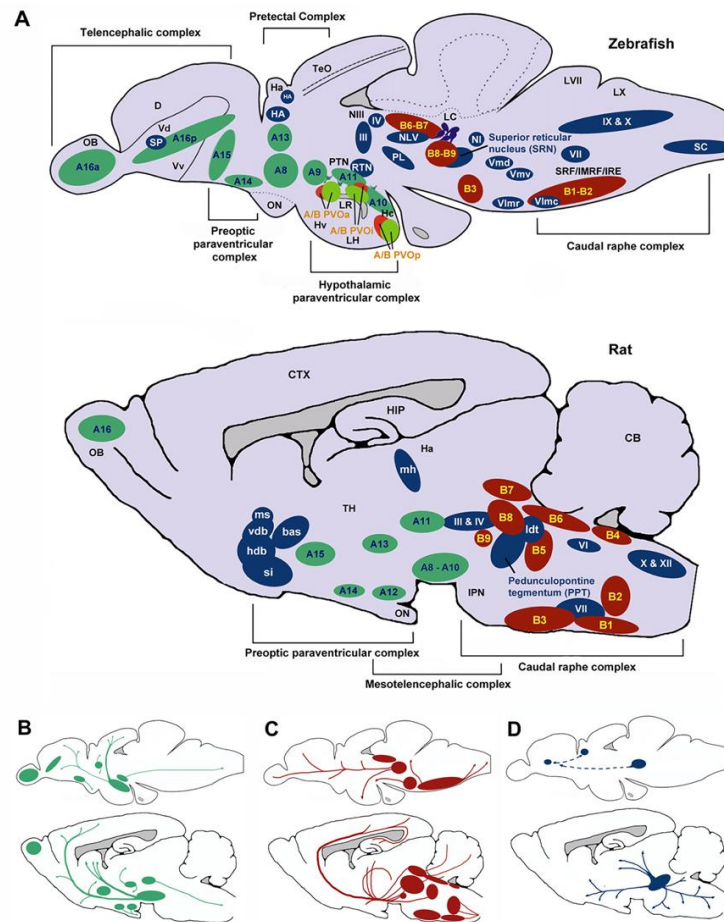 A
Pretectal Complex
Telencephalic complex
Zebrafish
TeO
Ha
HA
LVII
LX
D
HA
NIII
IV
B6-B7
LC
IX & X
Vd
A16p
A13
III
NLV
NI
Superior reticular
nucleus (SRN)
OB
SP
B8-B9
VII
SC
A15
PTN
RTN
PL
Vmd
SRF/IMRF/IRE
A16a
Vv
A8
A9
A11
Vmv
B1-B2
A14
A10
B3
ON
LR
Hc
VImr
VImc
A/B PVOa
Preoptic
paraventricular
complex
Hv
A/B PVOi
LH
A/B PVOp
Caudal raphe complex
Hypothalamic
paraventricular complex
Rat
CTX
HIP
CB
A16
OB
Ha
mh
TH
B7
ms
A11
III & IV
B8
B6
B4
vdb
bas
ldt
A13
B9
VI
hdb
A15
B5
X & XII
si
A8 - A10
Pedunculopontine
tegmentum (PPT)
A14
A12
IPN
B2
ON
VII
B3
B1
Preoptic paraventricular complex
Caudal raphe complex
Mesotelencephalic complex
B
C
D